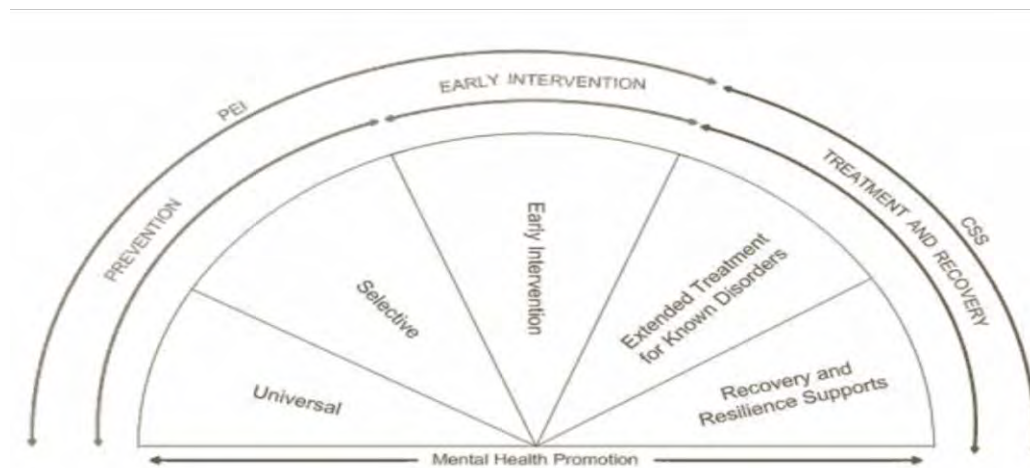 PEI
EARLY INTERVENTION
PREVENTION
TREATMENT AND RECOVERY
CSS
Universal
Selective
Early Intervention
Extended Treatment
for Known Disorders
Recovery and
Resilience Supports
Mental Health Promotion